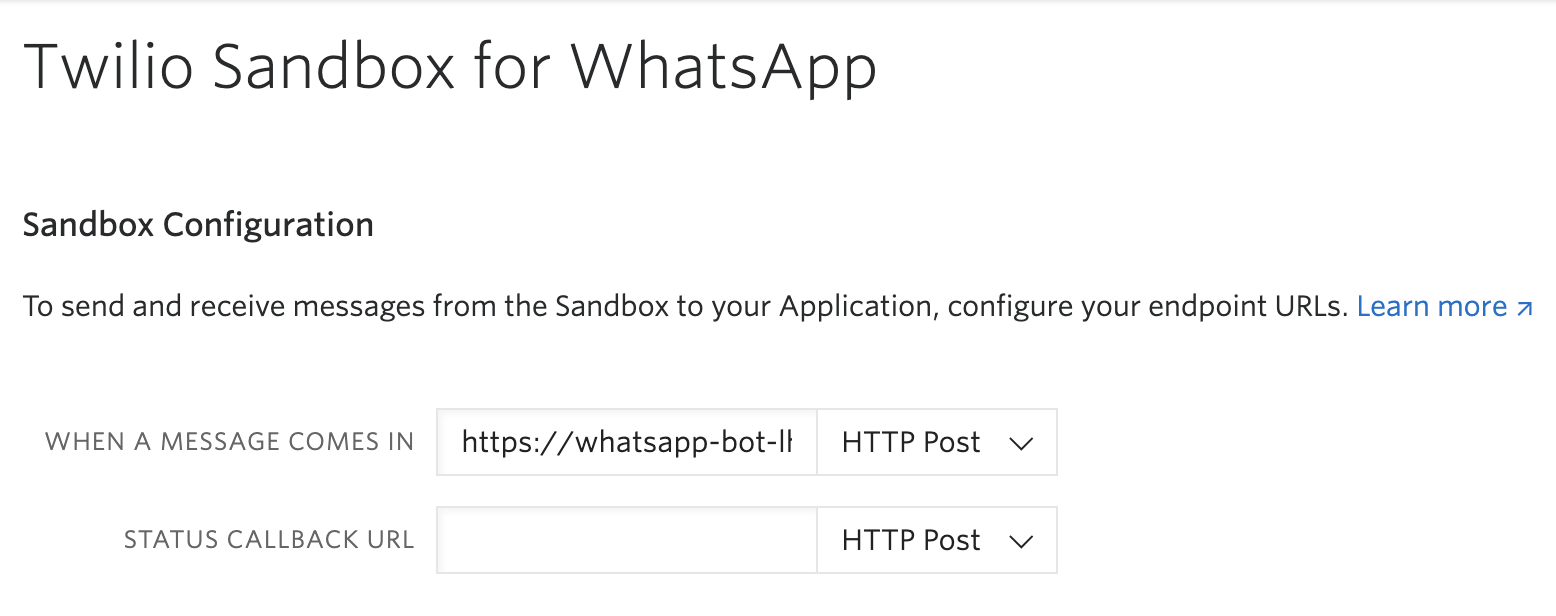 Twilio Sandbox for WhatsApp
Sandbox Configuration
To send and receive messages from the Sandbox to your Application, configure your endpoint URLs. Learn more ↗
WHEN A MESSAGE COMES IN https://whatsapp-bot-ll HTTP Post
STATUS CALLBACK URL HTTP Post